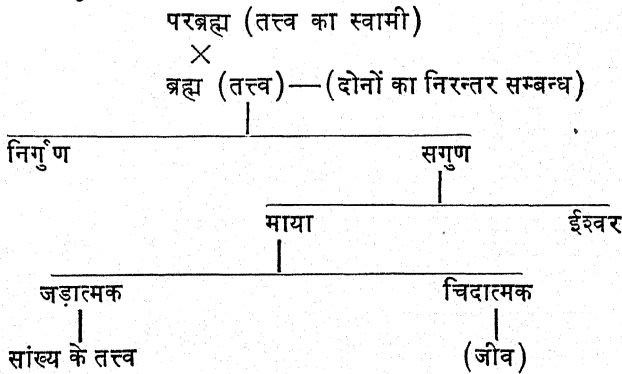 परब्रह्म (तत्त्व का स्वामी)
×
ब्रह्म (तत्त्व)—(दोनों का निरन्तर सम्बन्ध)
निर्गुण सगुण
माया ईश्वर
जड़ात्मक चिदात्मक
सांख्य के तत्त्व (जीव)